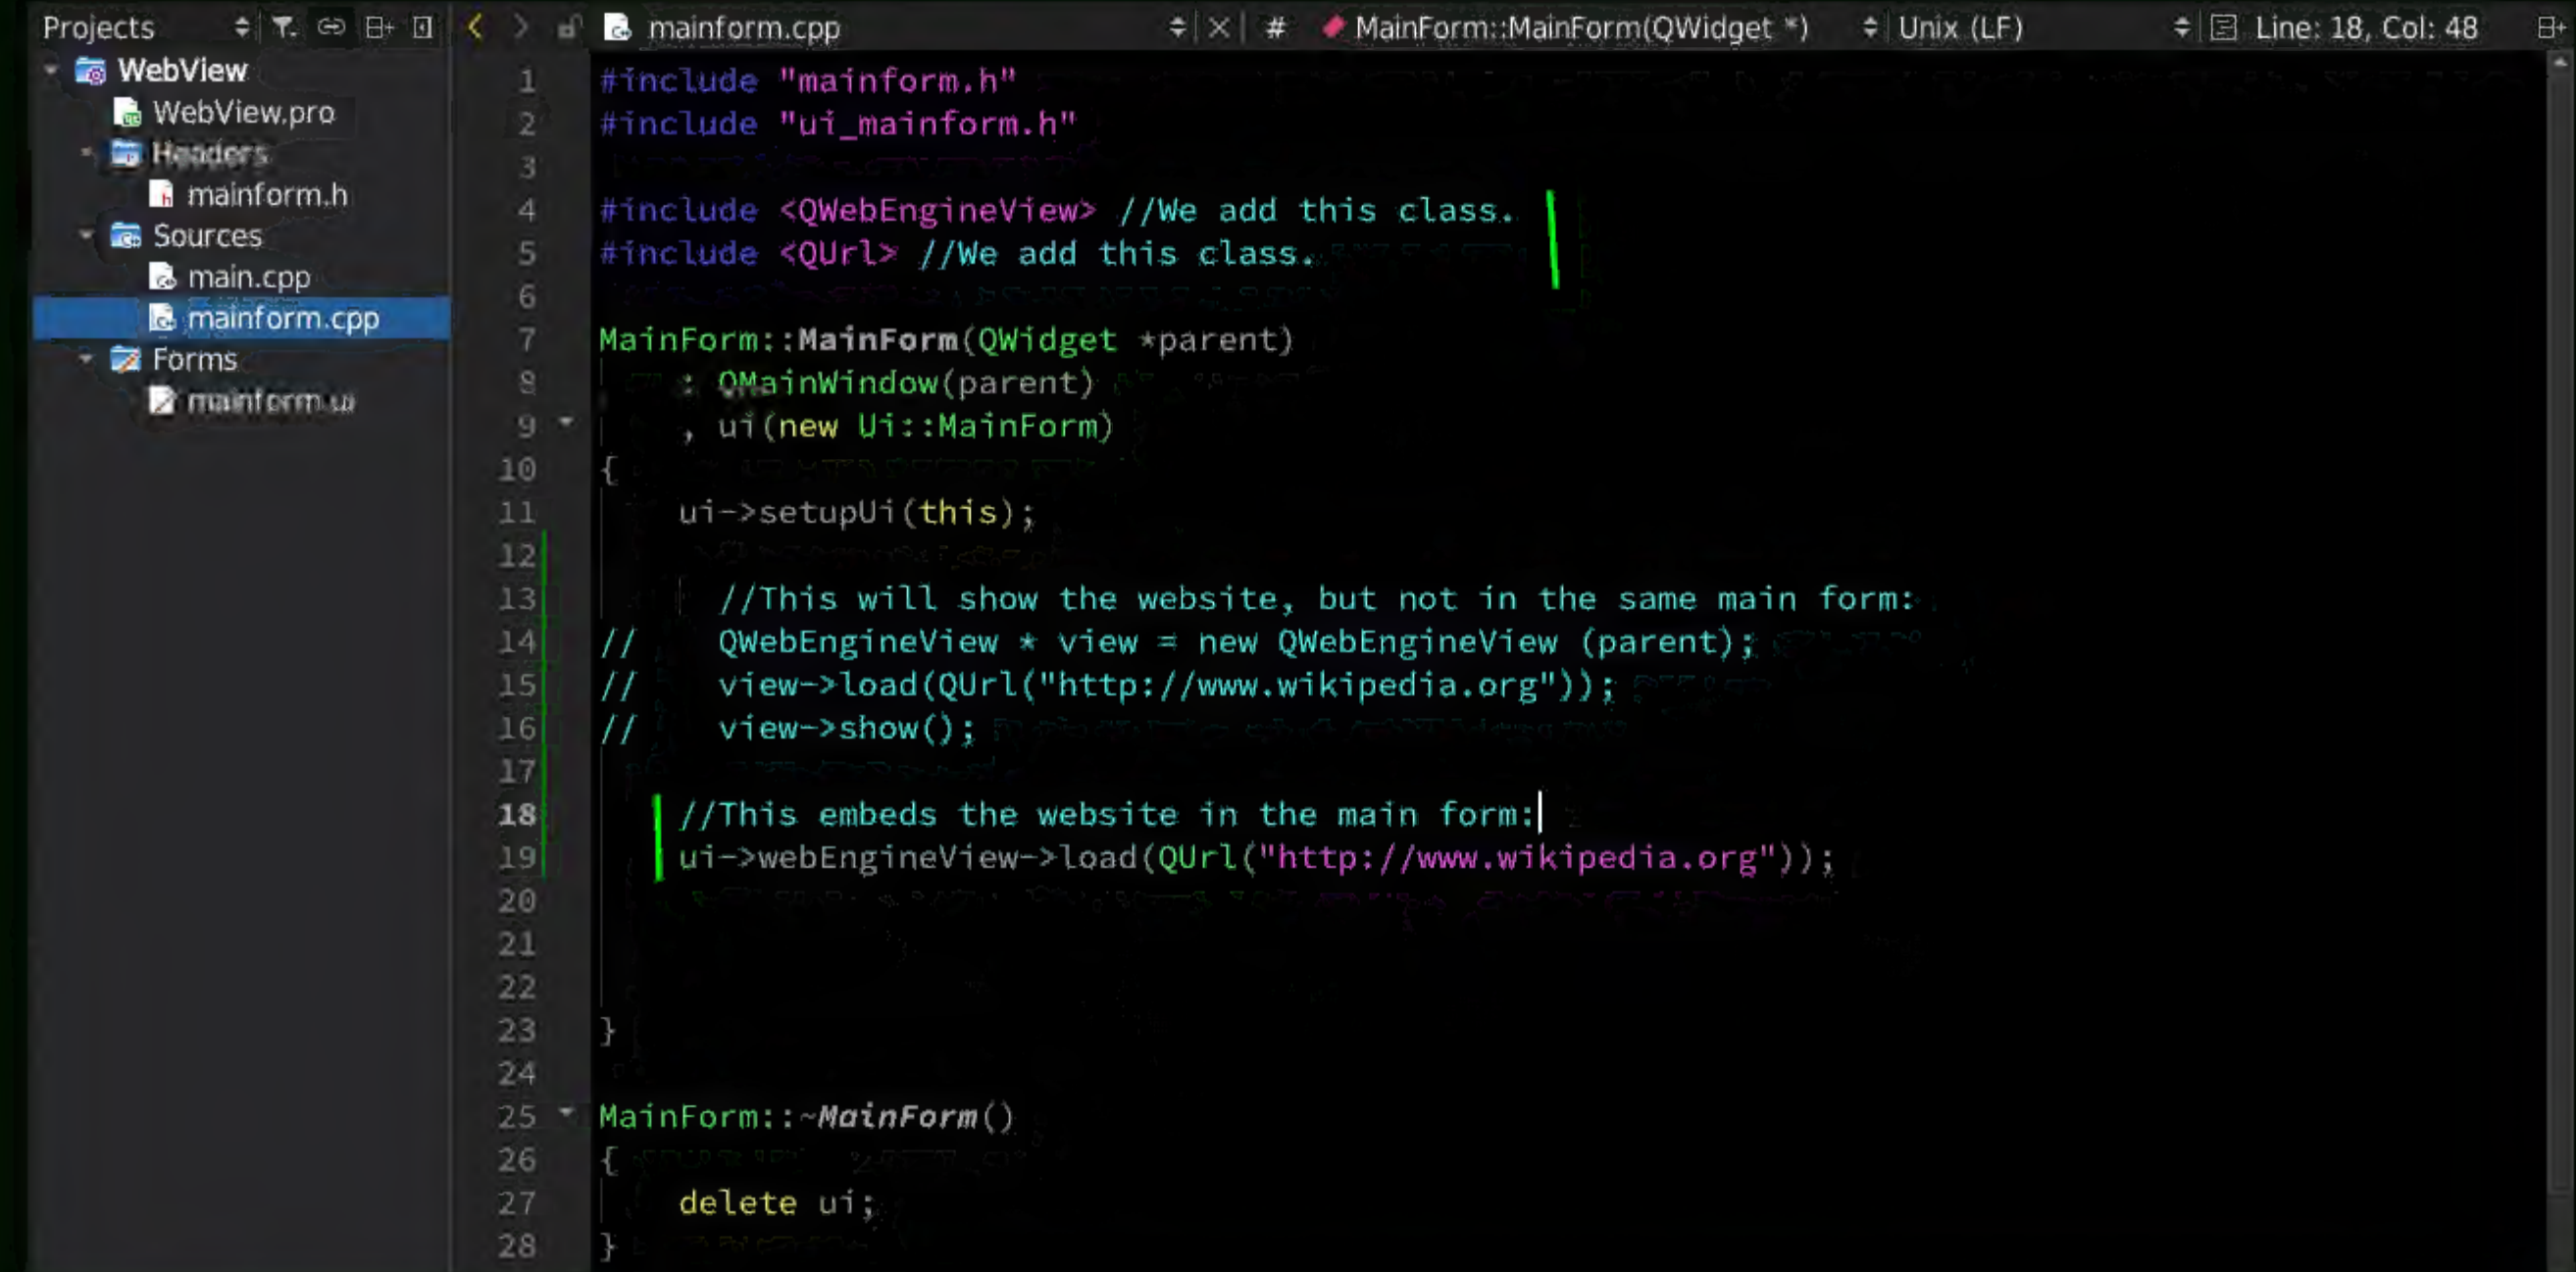 Projects
mainform.cpp
#
MainForm::MainForm(QWidget *)
Unix (LF)
Line: 18, Col: 48
WebView
WebView.pro
Headers
mainform.h
Sources
main.cpp
mainform.cpp
Forms
mainform.ui
1 #include "mainform.h"
2 #include "ui_mainform.h"
3
4 #include <QWebEngineView> //We add this class.
5 #include <QUrl> //We add this class.
6
7 MainForm::MainForm(QWidget *parent)
8     : QMainWindow(parent)
9     , ui(new Ui::MainForm)
10 {
11     ui->setupUi(this);
12
13       //This will show the website, but not in the same main form:
14 //    QWebEngineView * view = new QWebEngineView (parent);
15 //    view->load(QUrl("http://www.wikipedia.org"));
16 //    view->show();
17
18     //This embeds the website in the main form:
19     ui->webEngineView->load(QUrl("http://www.wikipedia.org"));
20
21
22
23 }
24
25 MainForm::~MainForm()
26 {
27     delete ui;
28 }